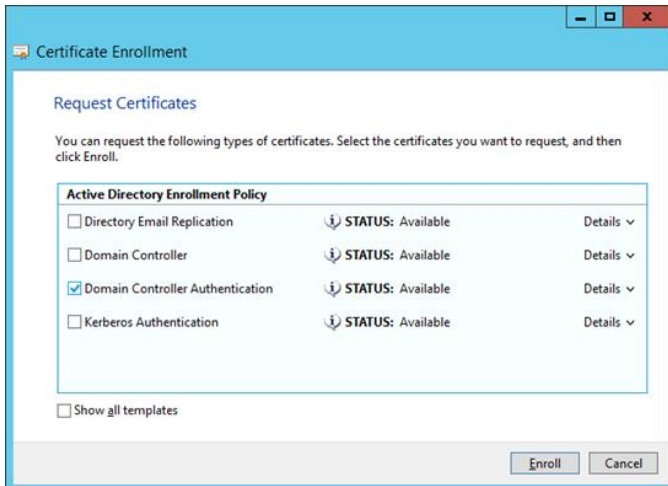 Certificate Enrollment
Request Certificates
You can request the following types of certificates. Select the certificates you want to request, and then
click Enroll.
Active Directory Enrollment Policy
Directory Email Replication STATUS: Available Details
Domain Controller STATUS: Available Details
Domain Controller Authentication STATUS: Available Details
Kerberos Authentication STATUS: Available Details
Show all templates
Enroll Cancel